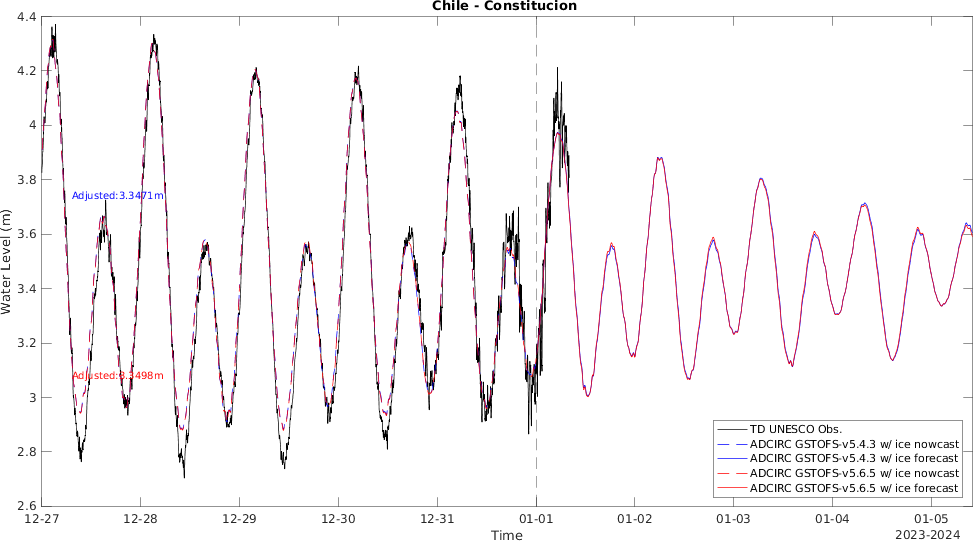 Chile - Constitucion
4.4
4.2
4
3.8
3.6
3.4
3.2
3
2.8
2.6
Water Level (m)
Adjusted:3.3471m
Adjusted:3.3498m
TD UNESCO Obs.
ADCIRC GSTOFS-v5.4.3 w/ ice nowcast
ADCIRC GSTOFS-v5.4.3 w/ ice forecast
ADCIRC GSTOFS-v5.6.5 w/ ice nowcast
ADCIRC GSTOFS-v5.6.5 w/ ice forecast
12-27 12-28 12-29 12-30 12-31 01-01 01-02 01-03 01-04 01-05
Time
2023-2024